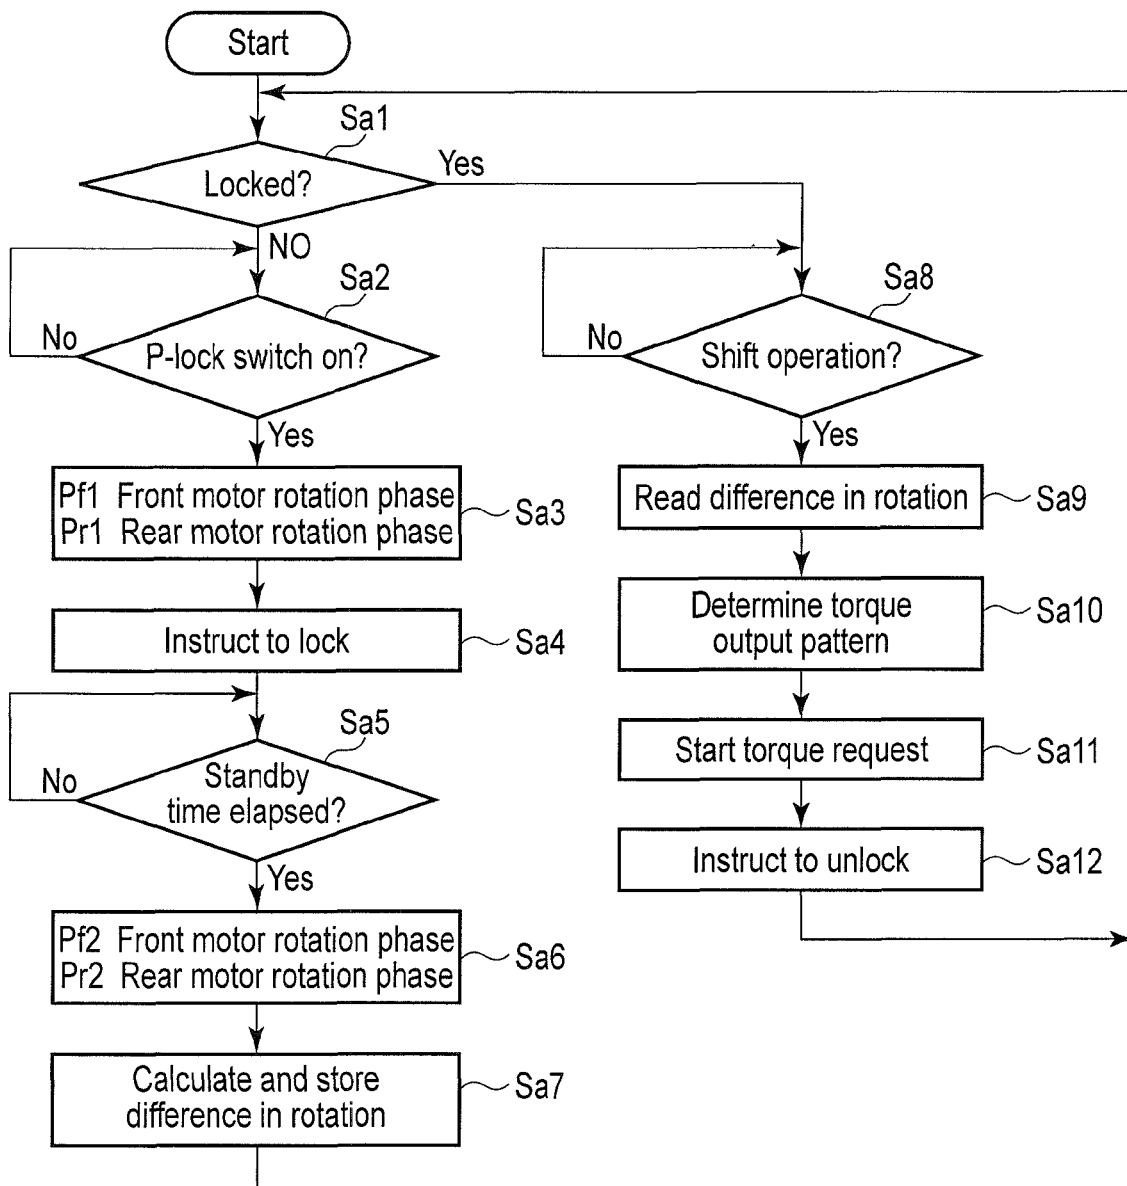 Start
Sa1
Locked?
Yes
NO
Sa2
P-lock switch on?
No
Yes
Pf1 Front motor rotation phase
Pr1 Rear motor rotation phase
Sa3
Instruct to lock
Sa4
Sa5
Standby
time elapsed?
No
Yes
Pf2 Front motor rotation phase
Pr2 Rear motor rotation phase
Sa6
Calculate and store
difference in rotation
Sa7
Sa8
Shift operation?
No
Yes
Read difference in rotation
Sa9
Determine torque
output pattern
Sa10
Start torque request
Sa11
Instruct to unlock
Sa12